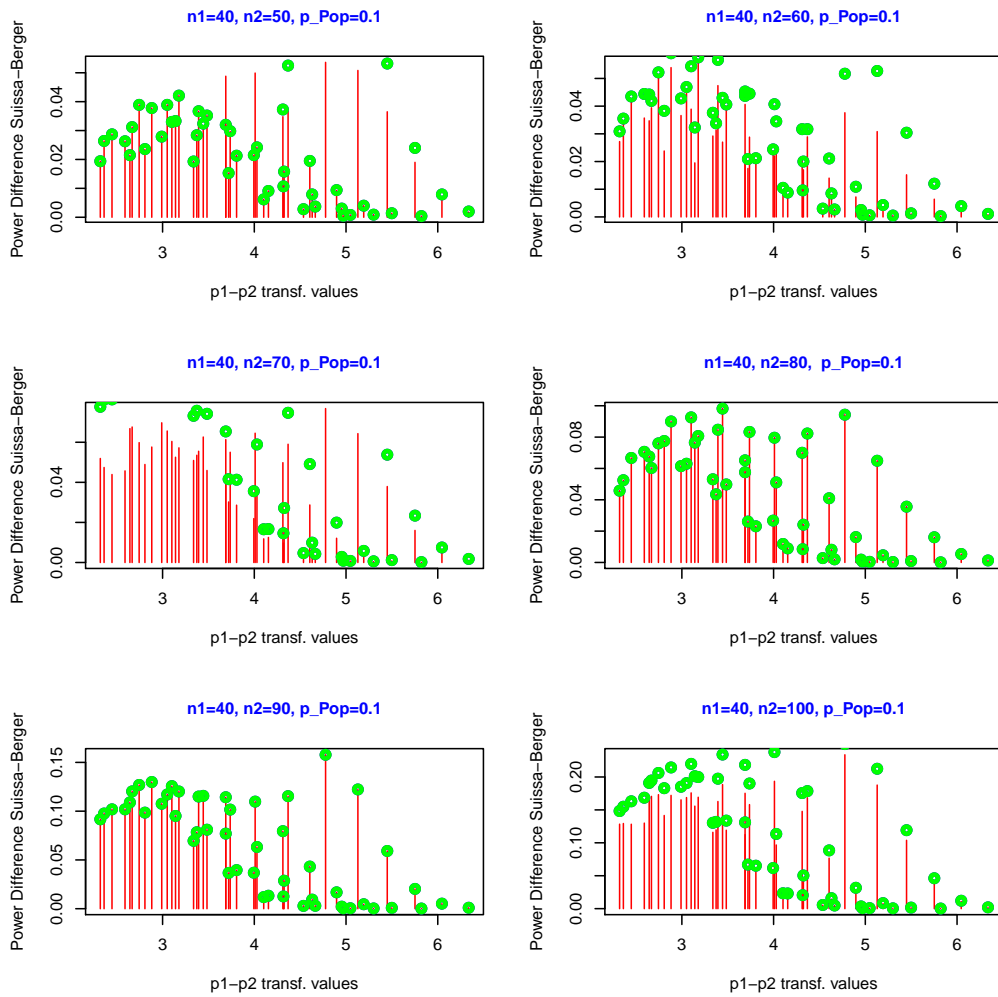 n1=40, n2=50, p_Pop=0.1
Power Difference Suissa−Berger
0.00 0.02 0.04
3 4 5 6
p1−p2 transf. values
n1=40, n2=60, p_Pop=0.1
Power Difference Suissa−Berger
0.00 0.02 0.04
3 4 5 6
p1−p2 transf. values
n1=40, n2=70, p_Pop=0.1
Power Difference Suissa−Berger
0.00 0.04
3 4 5 6
p1−p2 transf. values
n1=40, n2=80, p_Pop=0.1
Power Difference Suissa−Berger
0.00 0.04 0.08
3 4 5 6
p1−p2 transf. values
n1=40, n2=90, p_Pop=0.1
Power Difference Suissa−Berger
0.00 0.05 0.10 0.15
3 4 5 6
p1−p2 transf. values
n1=40, n2=100, p_Pop=0.1
Power Difference Suissa−Berger
0.00 0.10 0.20
3 4 5 6
p1−p2 transf. values